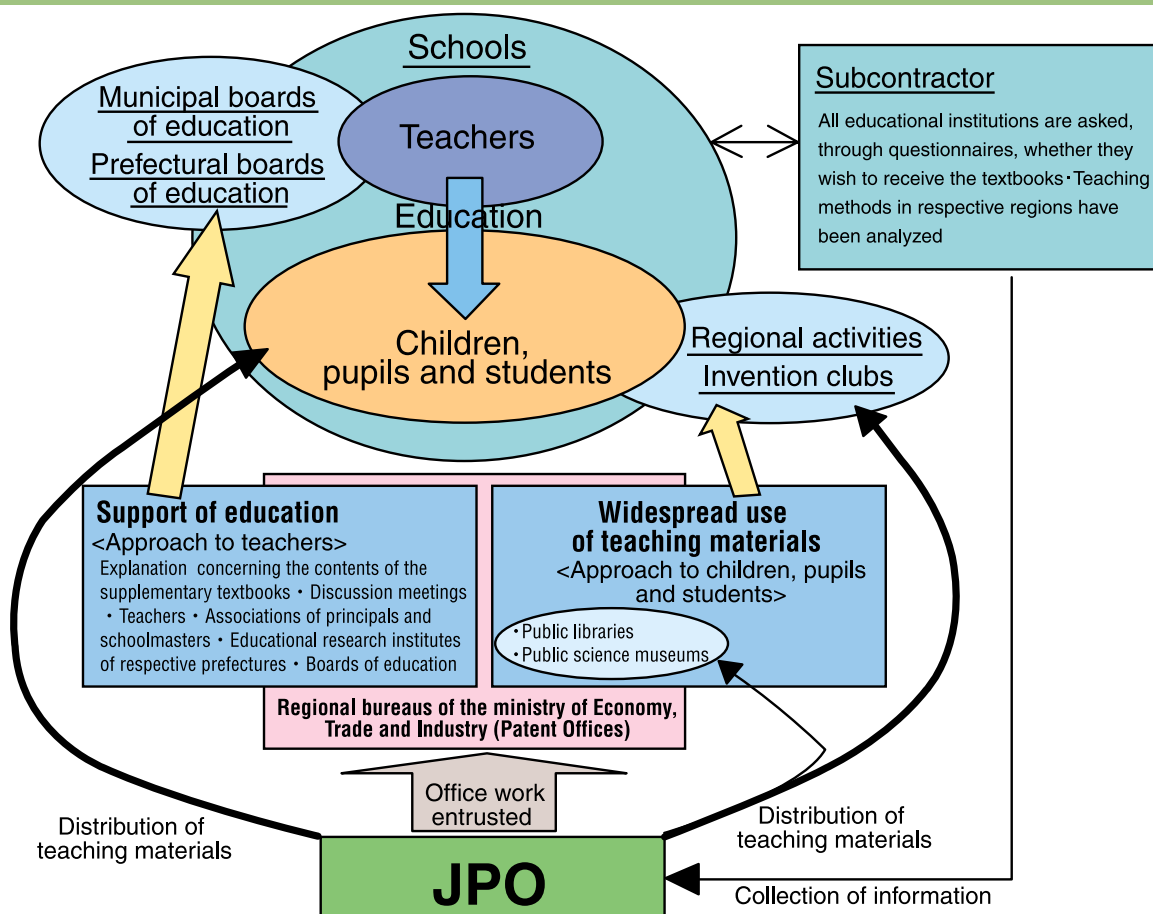 Schools
Municipal boards
of education
Prefectural boards
of education
Teachers
Education
Children,
pupils and students
Subcontractor
All educational institutions are asked,
through questionnaires, whether they
wish to receive the textbooks・Teaching
methods in respective regions have
been analyzed
Regional activities
Invention clubs
Support of education
<Approach to teachers>
Explanation concerning the contents of the
supplementary textbooks・Discussion meetings
・Teachers・Associations of principals and
schoolmasters・Educational research institutes
of respective prefectures・Boards of education
Widespread use
of teaching materials
<Approach to children, pupils
and students>
・Public libraries
・Public science museums
Regional bureaus of the ministry of Economy,
Trade and Industry (Patent Offices)
Office work
entrusted
Distribution of
teaching materials
Distribution of
teaching materials
JPO
Collection of information